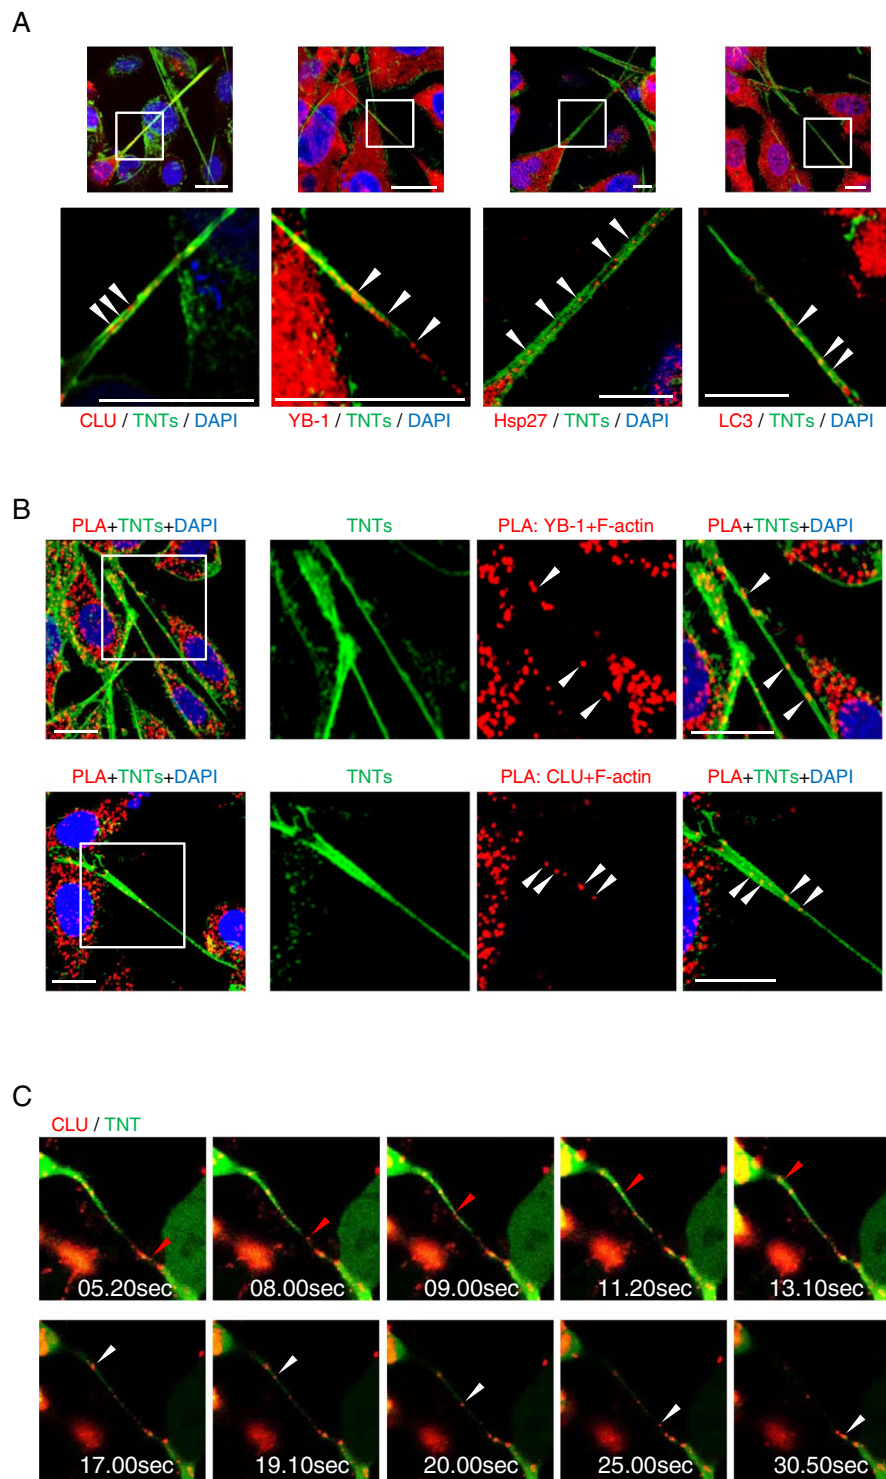 A
CLU / TNTs / DAPI
YB-1 / TNTs / DAPI
Hsp27 / TNTs / DAPI
LC3 / TNTs / DAPI
B
PLA+TNTs+DAPI
TNTs
PLA: YB-1+F-actin
PLA+TNTs+DAPI
PLA+TNTs+DAPI
TNTs
PLA: CLU+F-actin
PLA+TNTs+DAPI
C
CLU / TNT
05.20sec
08.00sec
09.00sec
11.20sec
13.10sec
17.00sec
19.10sec
20.00sec
25.00sec
30.50sec